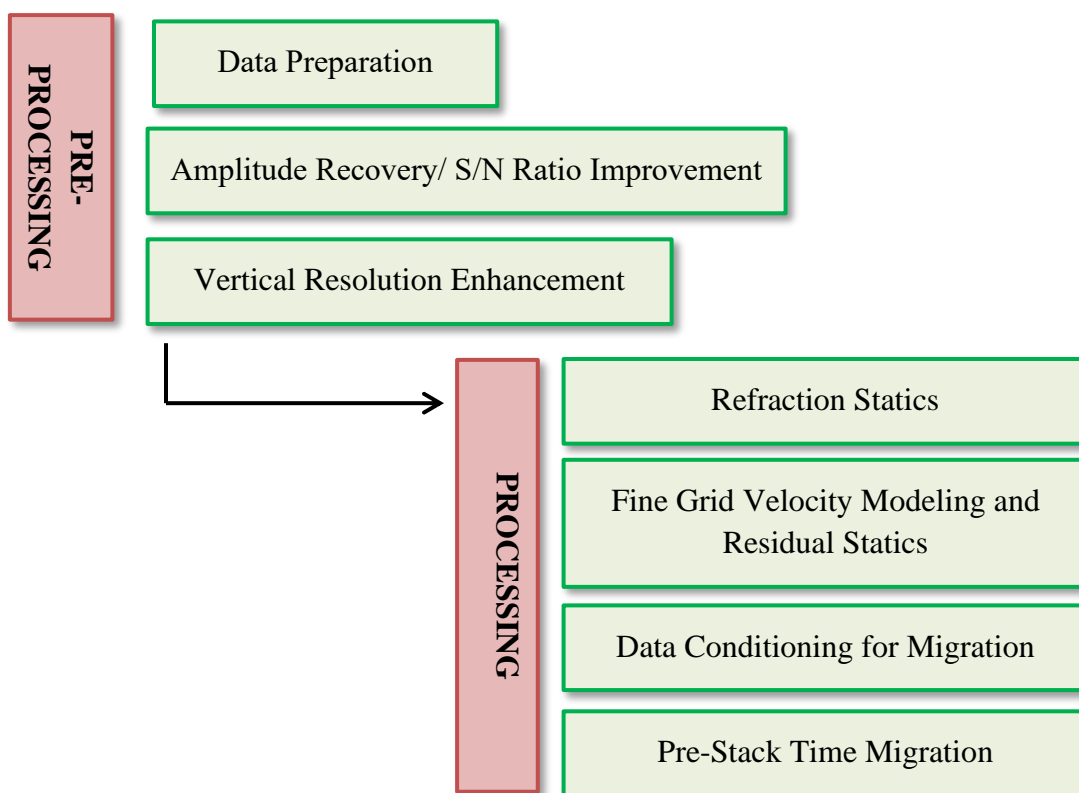 PRE-
PROCESSING
Data Preparation
Amplitude Recovery/ S/N Ratio Improvement
Vertical Resolution Enhancement
PROCESSING
Refraction Statics
Fine Grid Velocity Modeling and
Residual Statics
Data Conditioning for Migration
Pre-Stack Time Migration